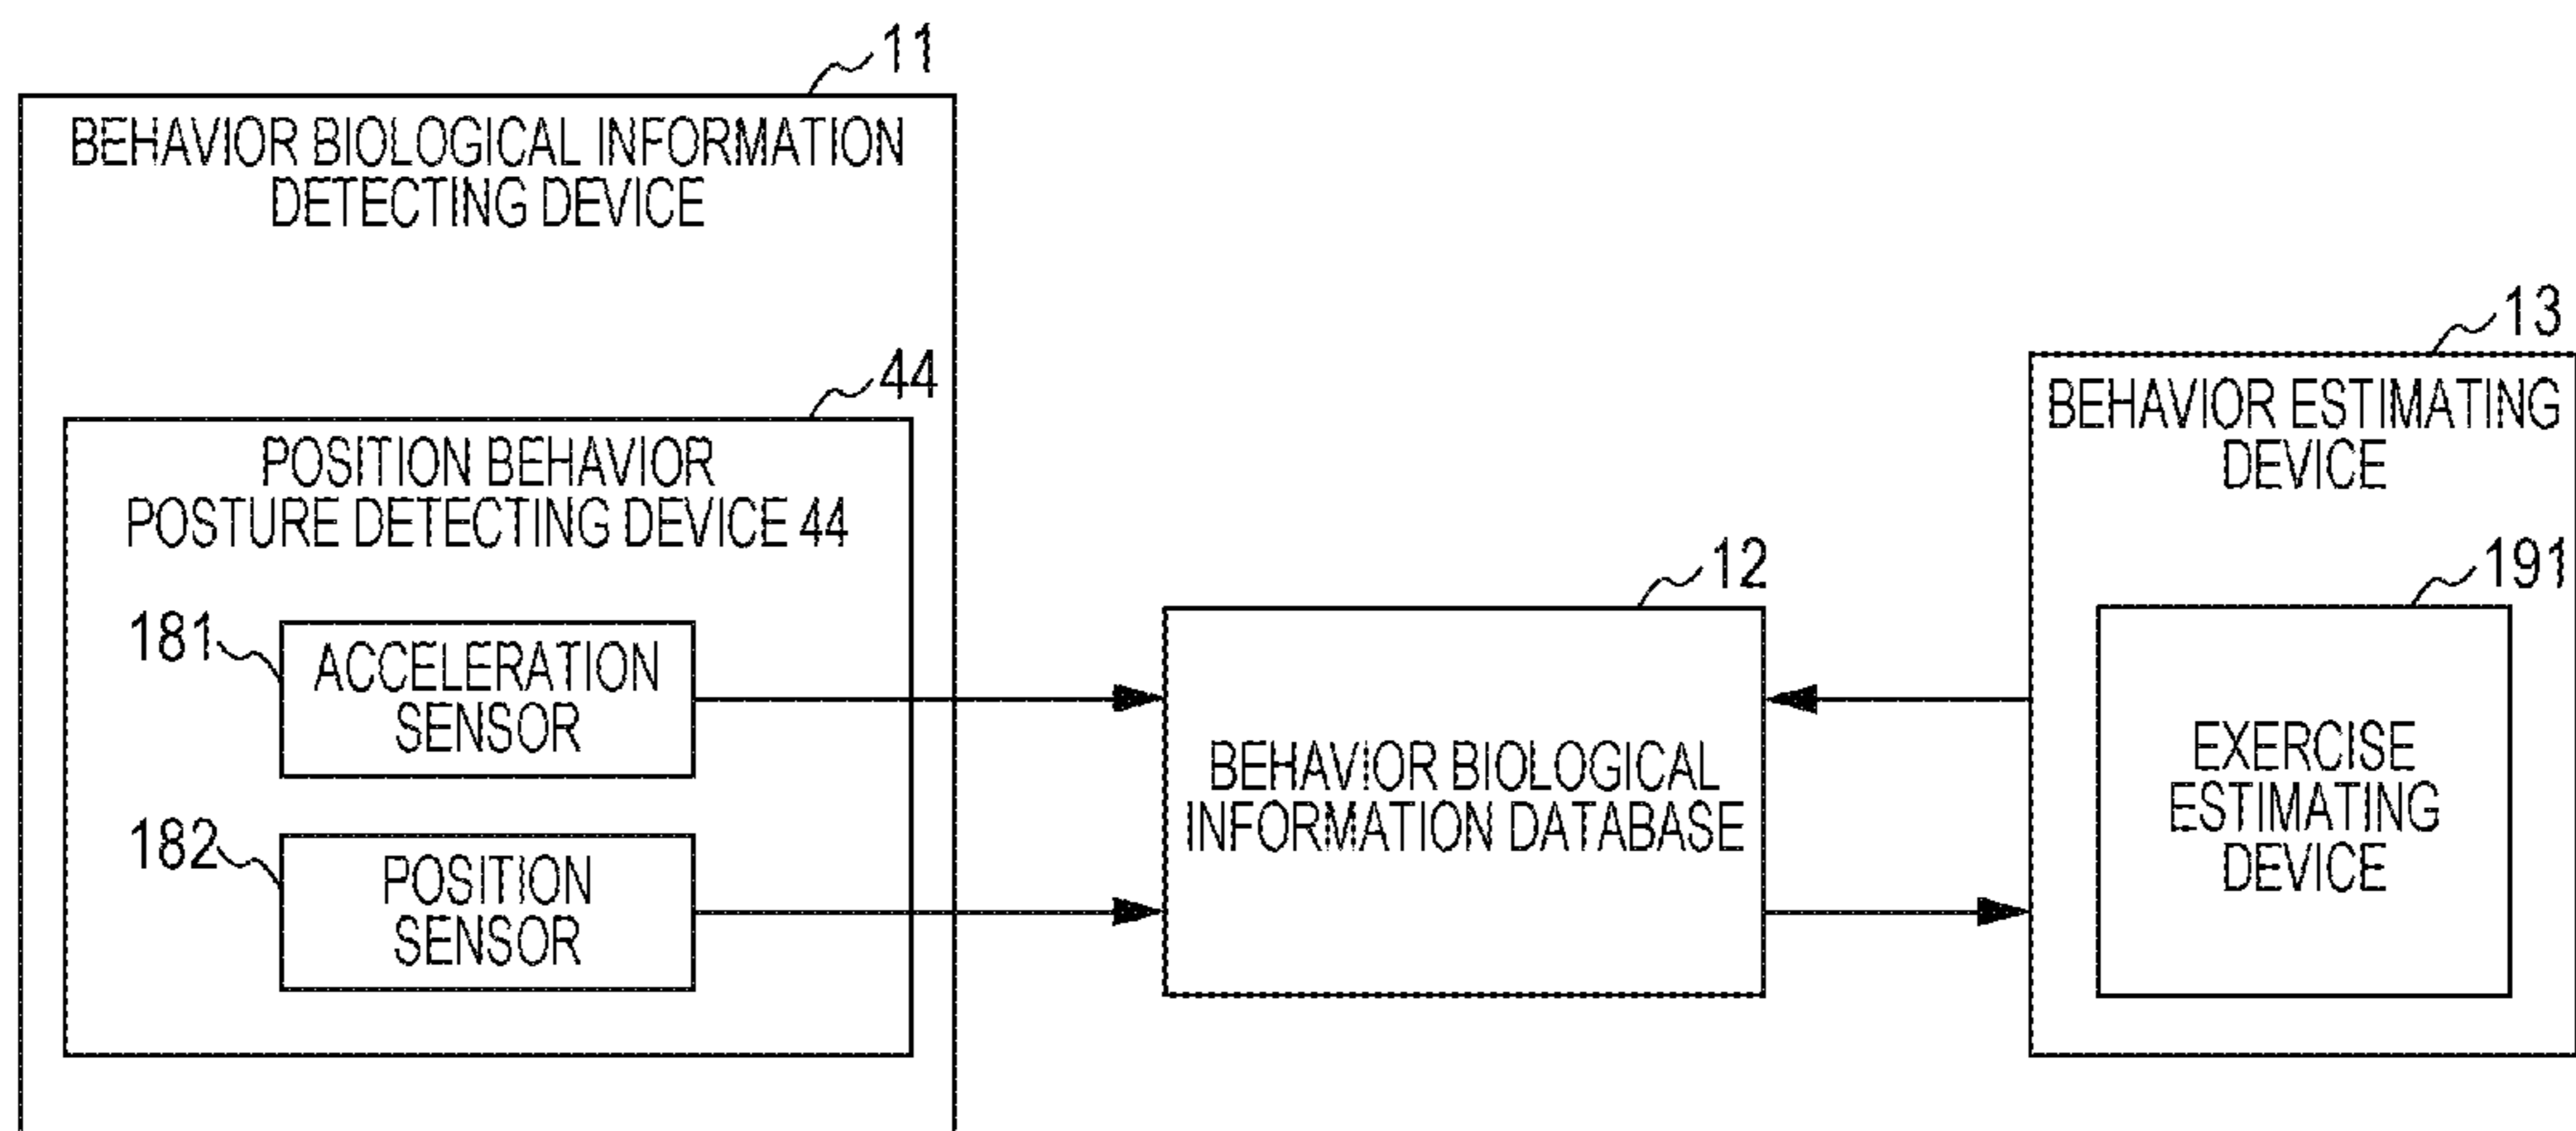 11
BEHAVIOR BIOLOGICAL INFORMATION
DETECTING DEVICE
44
POSITION BEHAVIOR
POSTURE DETECTING DEVICE 44
181
ACCELERATION
SENSOR
182
POSITION
SENSOR
12
BEHAVIOR BIOLOGICAL
INFORMATION DATABASE
13
BEHAVIOR ESTIMATING
DEVICE
191
EXERCISE
ESTIMATING
DEVICE